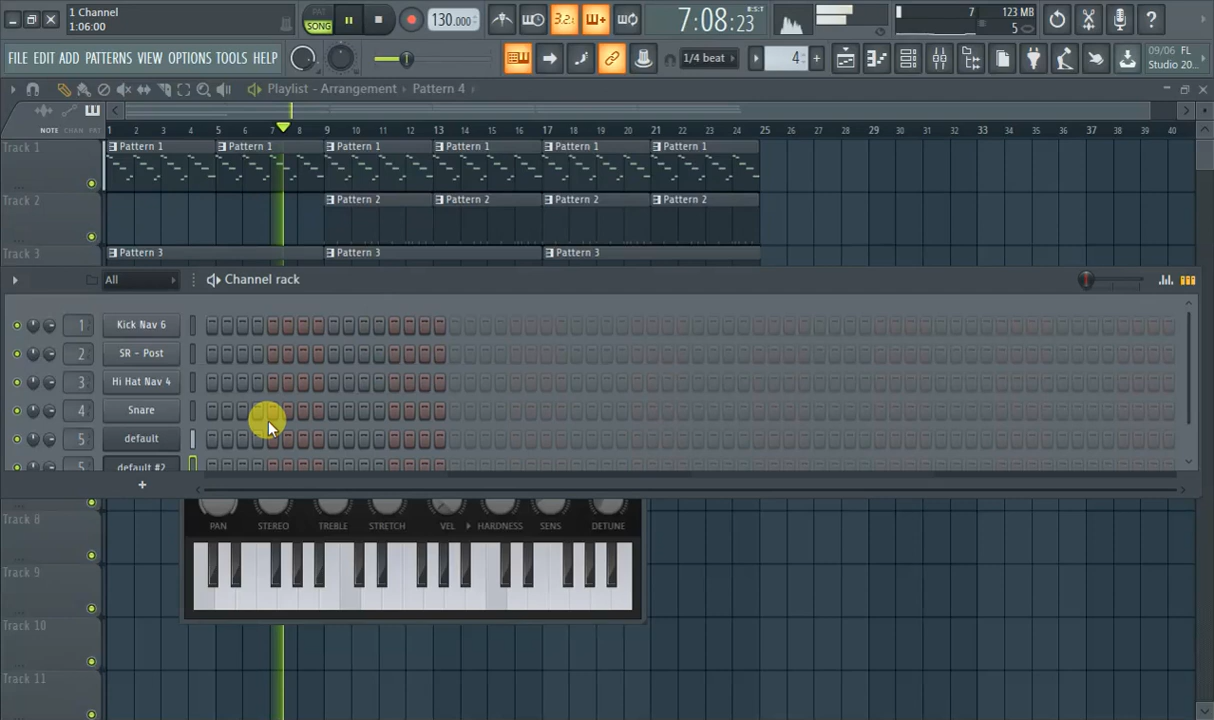 1 Channel
1:06:00
PAT
SONG
130.000
3.2.
7:08:23
B:S:T
7
123 MB
5
FILE EDIT ADD PATTERNS VIEW OPTIONS TOOLS HELP
1/4 beat
4
09/06 FL
Studio 20...
Playlist - Arrangement
Pattern 4
NOTE CHAN PAT
1 2 3 4 5 6 7 8 9 10 11 12 13 14 15 16 17 18 19 20 21 22 23 24 25 26 27 28 29 30 31 32 33 34 35 36 37 38 39 40
Track 1
Pattern 1
Pattern 1
Pattern 1
Pattern 1
Pattern 1
Pattern 1
Track 2
Pattern 2
Pattern 2
Pattern 2
Pattern 2
Track 3
Pattern 3
Pattern 3
Pattern 3
All
Channel rack
1 Kick Nav 6
2 SR - Post
3 Hi Hat Nav 4
4 Snare
5 default
default #2
+
PAN STEREO TREBLE STRETCH VEL HARDNESS SENS DETUNE
Track 8
Track 9
Track 10
Track 11